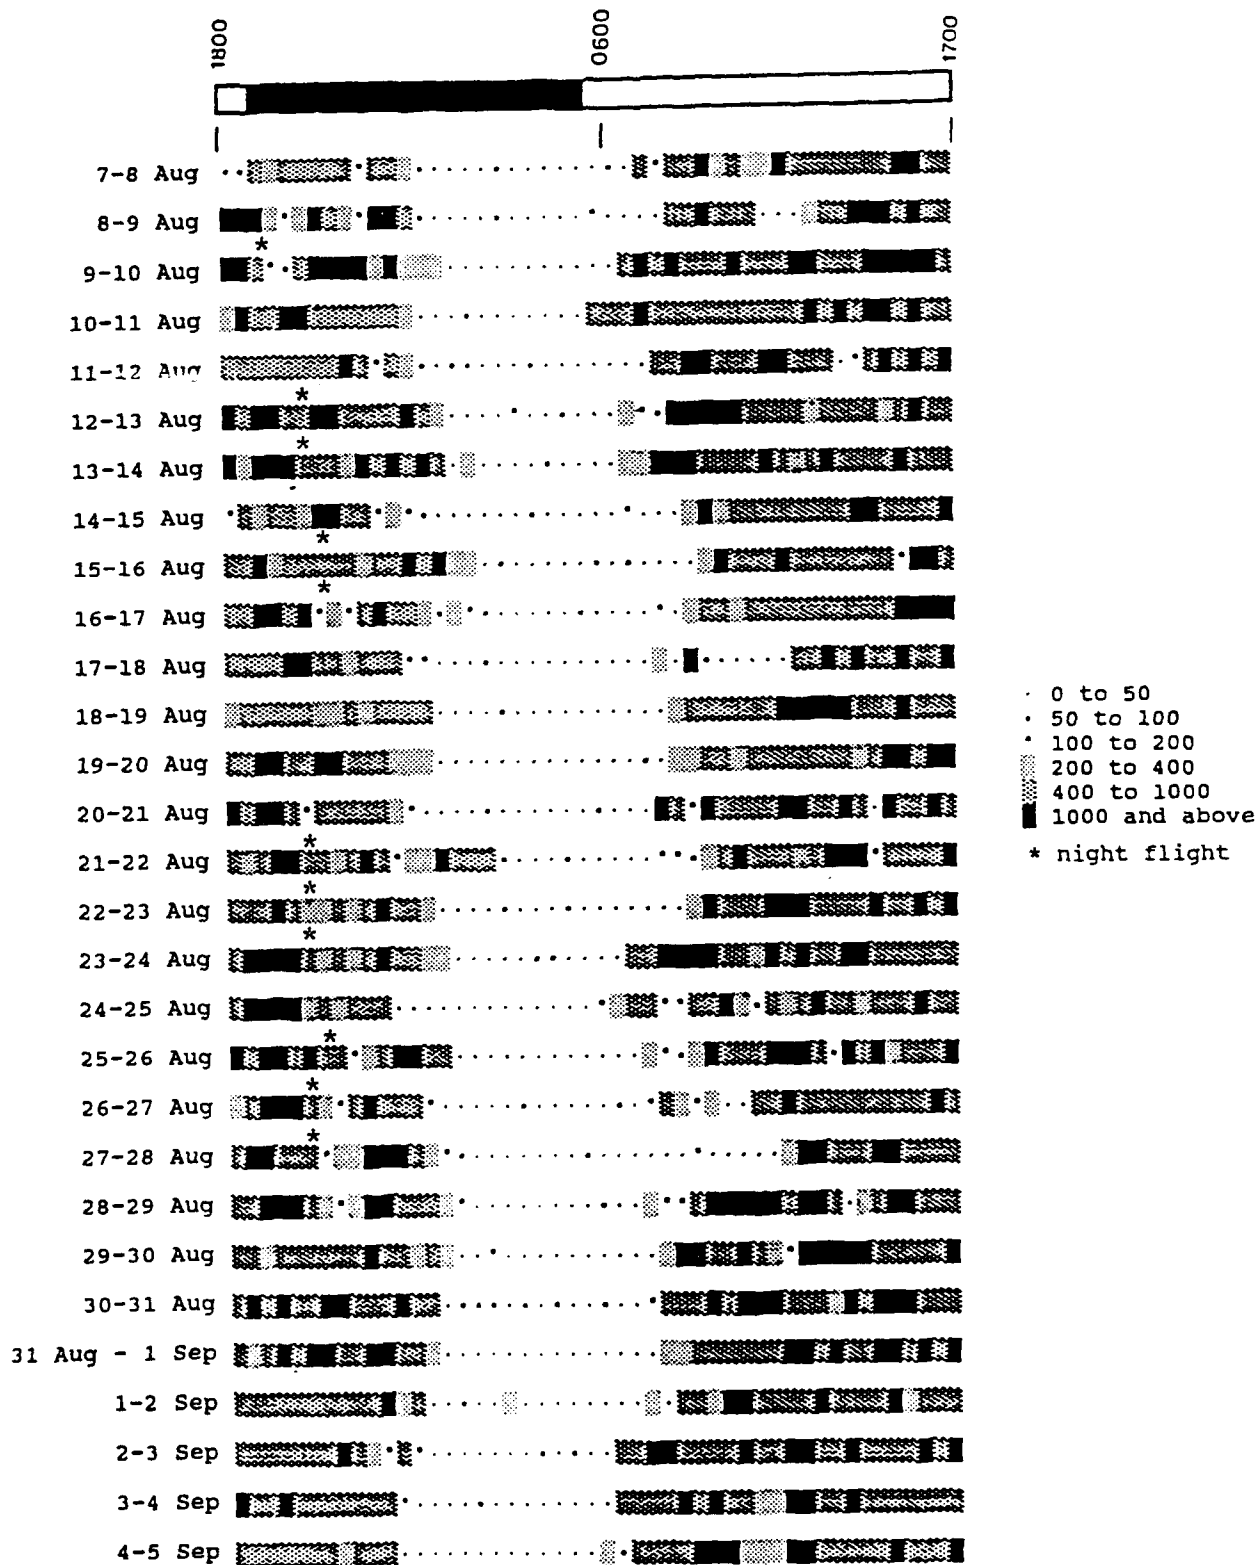 1800
0600
1700
7-8 Aug
8-9 Aug
*
9-10 Aug
10-11 Aug
11-12 Aug
*
12-13 Aug
*
13-14 Aug
14-15 Aug
*
15-16 Aug
*
16-17 Aug
17-18 Aug
18-19 Aug
19-20 Aug
20-21 Aug
*
21-22 Aug
*
22-23 Aug
*
23-24 Aug
24-25 Aug
*
25-26 Aug
*
26-27 Aug
*
27-28 Aug
28-29 Aug
29-30 Aug
30-31 Aug
31 Aug - 1 Sep
1-2 Sep
2-3 Sep
3-4 Sep
4-5 Sep
0 to 50
50 to 100
100 to 200
200 to 400
400 to 1000
1000 and above
* night flight